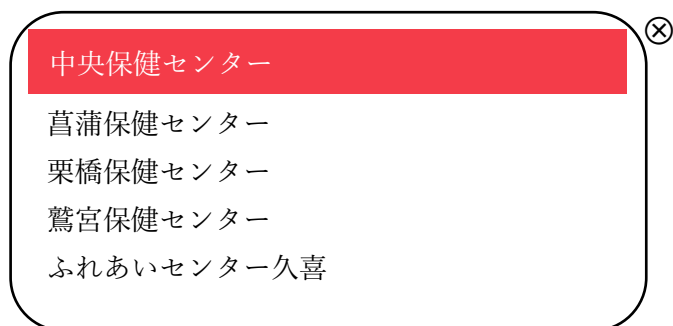 中央保健センター
菖蒲保健センター
栗橋保健センター
鷲宮保健センター
ふれあいセンター久喜